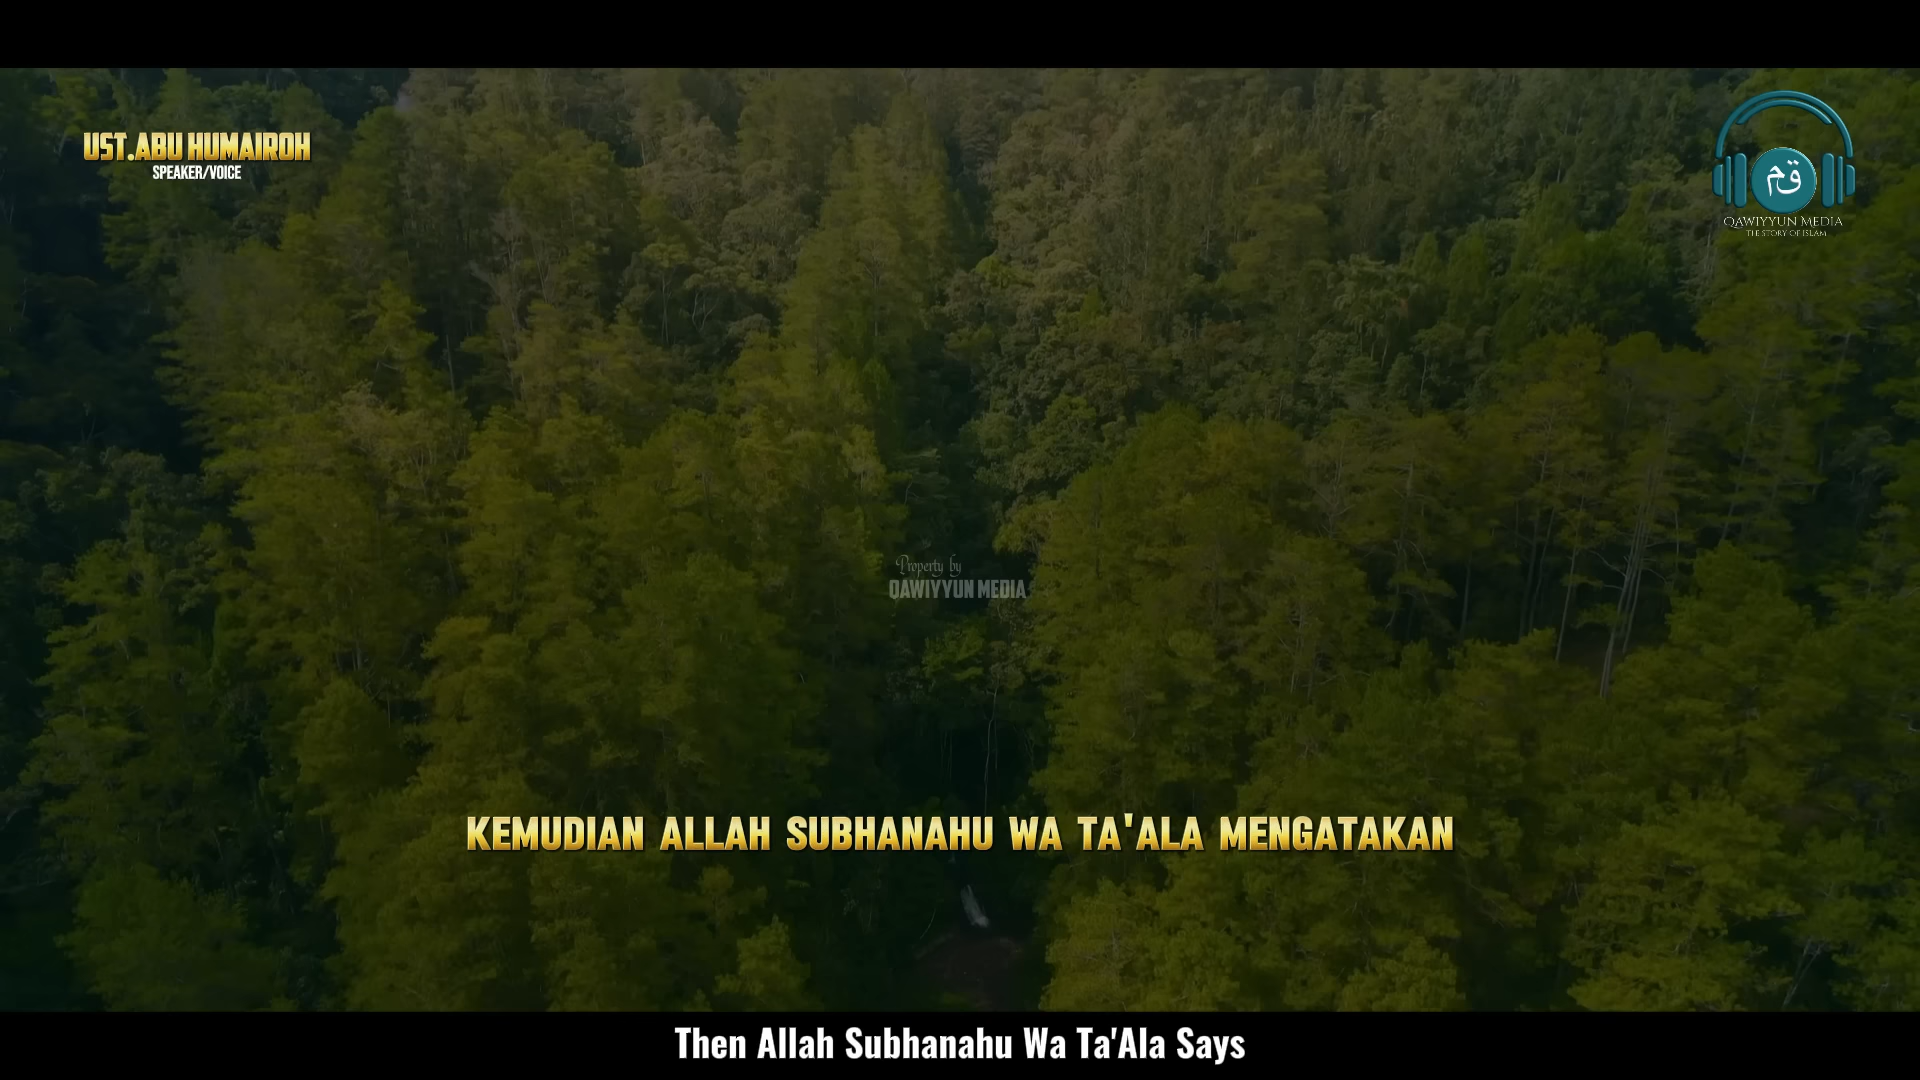 UST.ABU HUMAIROH
SPEAKER/VOICE
قم
QAWIYYUN MEDIA
THE STORY OF ISLAM
Property by
QAWIYYUN MEDIA
KEMUDIAN ALLAH SUBHANAHU WA TA'ALA MENGATAKAN
Then Allah Subhanahu Wa Ta'Ala Says